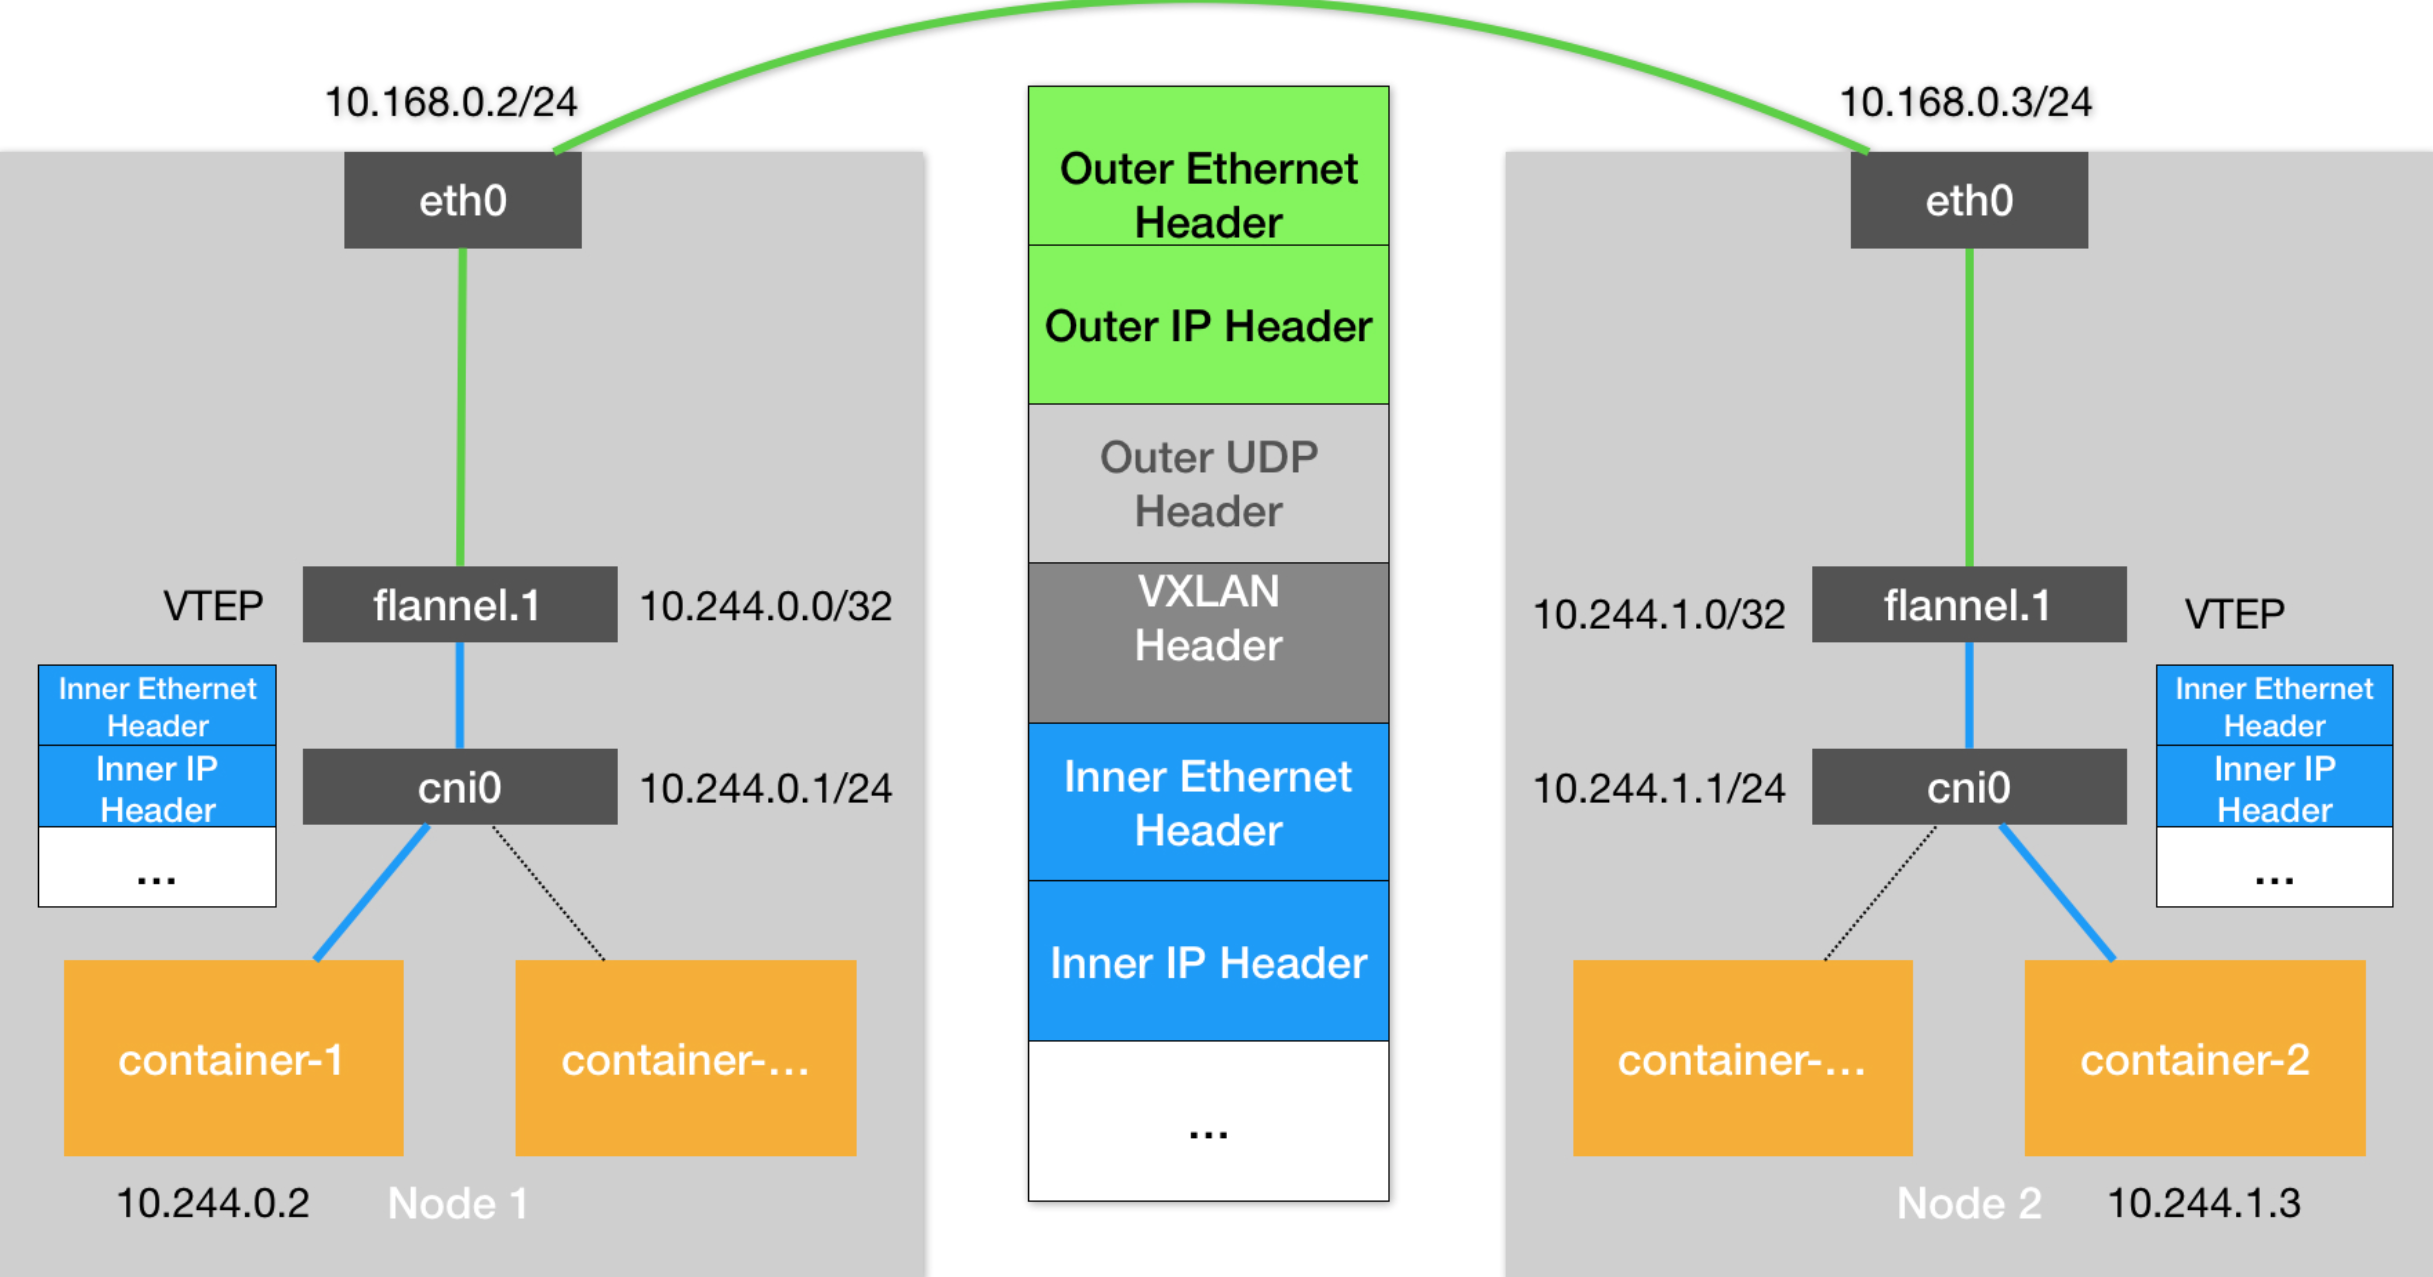 10.168.0.2/24
eth0
VTEP
flannel.1
10.244.0.0/32
Inner Ethernet
Header
Inner IP
Header
...
cni0
10.244.0.1/24
container-1
container-...
10.244.0.2
Node 1
Outer Ethernet
Header
Outer IP Header
Outer UDP
Header
VXLAN
Header
Inner Ethernet
Header
Inner IP Header
...
10.168.0.3/24
eth0
10.244.1.0/32
flannel.1
VTEP
10.244.1.1/24
cni0
Inner Ethernet
Header
Inner IP
Header
...
container-...
container-2
Node 2
10.244.1.3